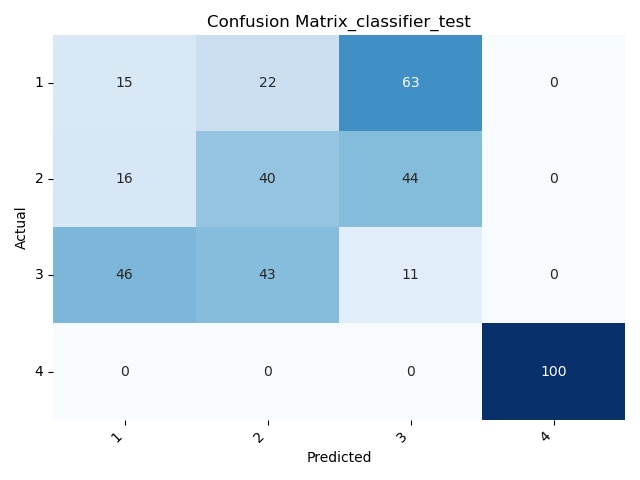 Confusion Matrix_classifier_test
1 15 22 63 0
2 16 40 44 0
Actual
3 46 43 11 0
4 0 0 0 100
1 2 3 4
Predicted